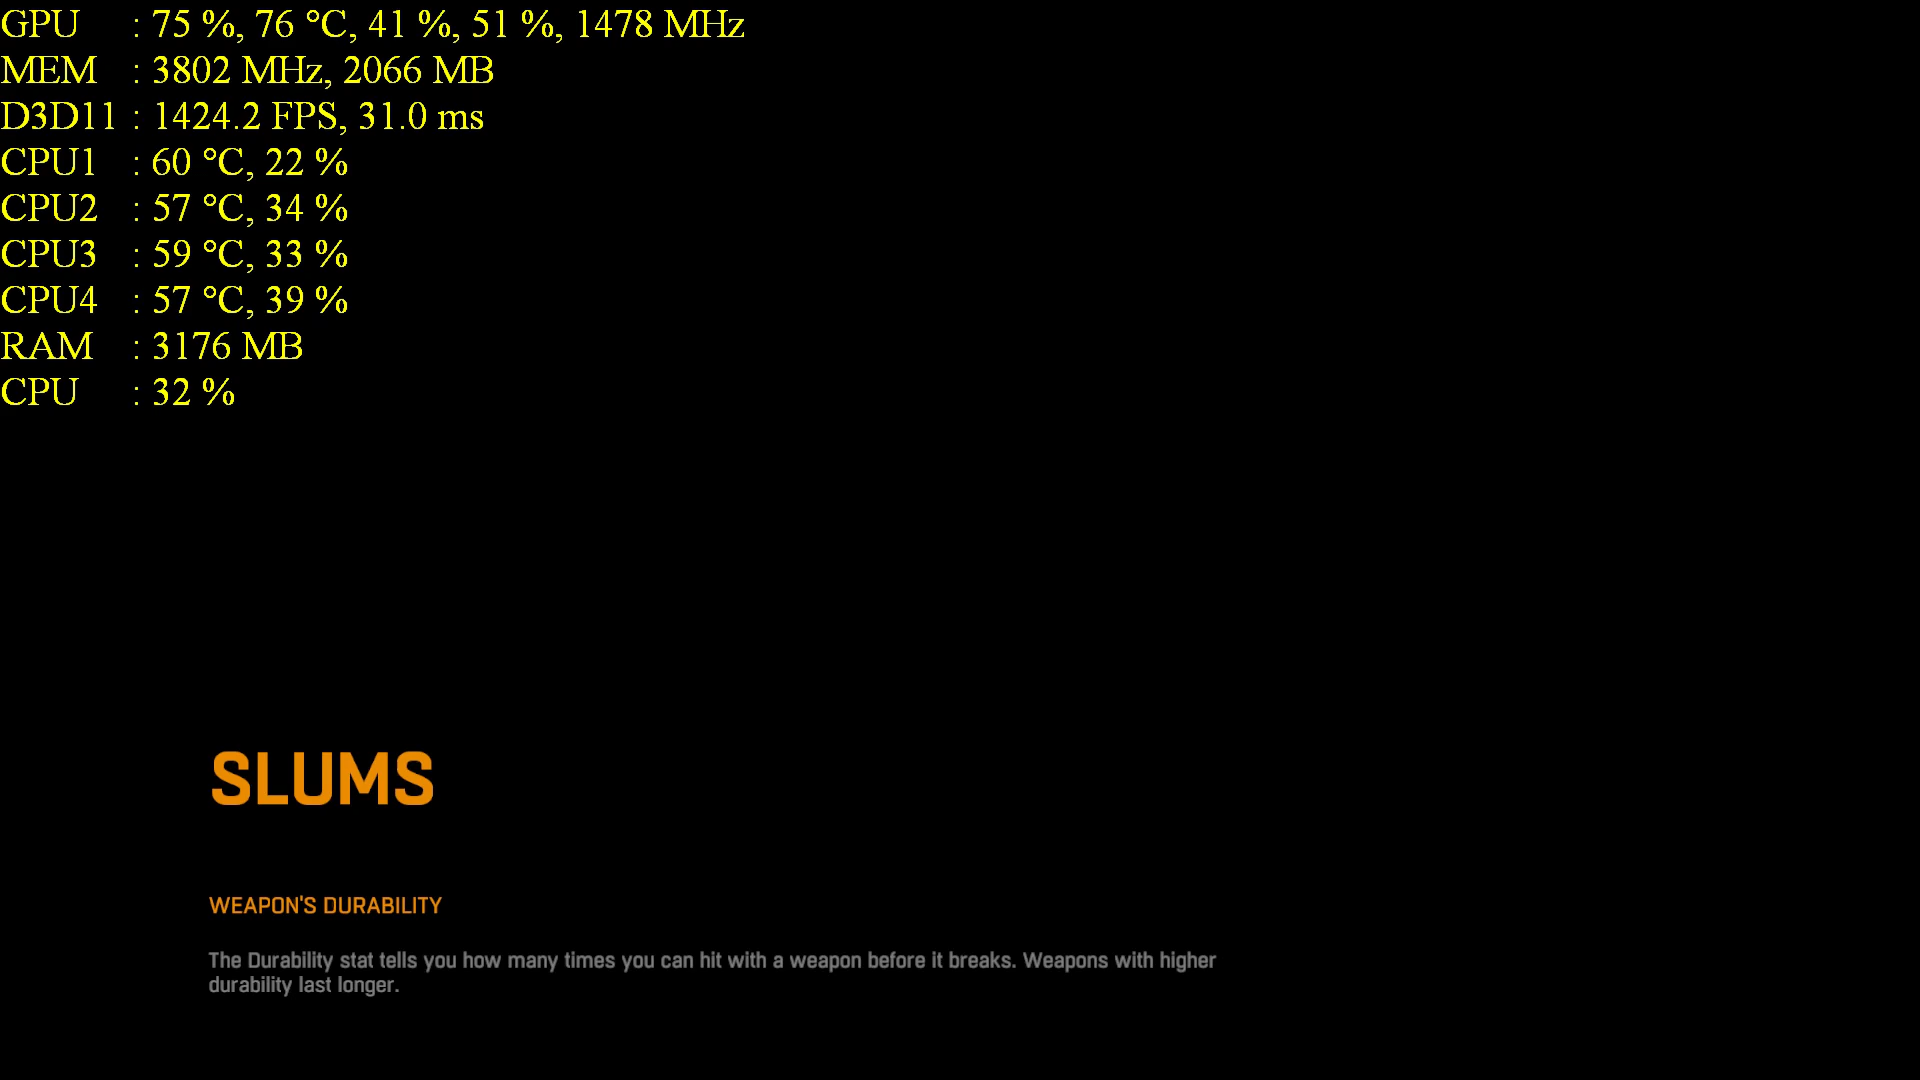 GPU : 75 %, 76 °C, 41 %, 51 %, 1478 MHz
MEM : 3802 MHz, 2066 MB
D3D11 : 1424.2 FPS, 31.0 ms
CPU1 : 60 °C, 22 %
CPU2 : 57 °C, 34 %
CPU3 : 59 °C, 33 %
CPU4 : 57 °C, 39 %
RAM : 3176 MB
CPU : 32 %
SLUMS
WEAPON'S DURABILITY
The Durability stat tells you how many times you can hit with a weapon before it breaks. Weapons with higher
durability last longer.